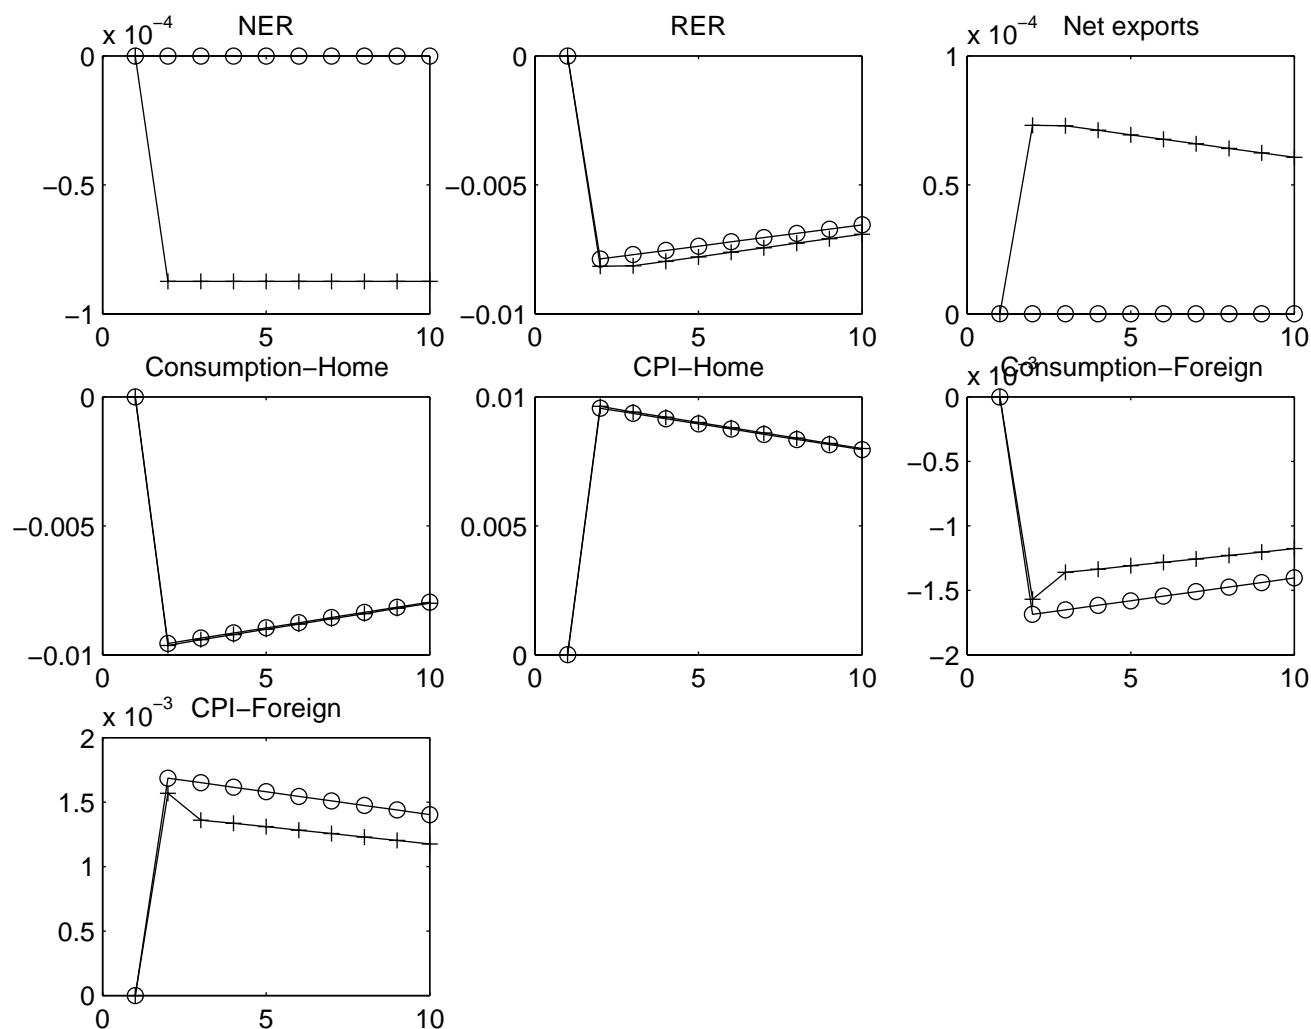 x 10−4 NER
0
−0.5
−1
0 5 10
RER
0
−0.005
−0.01
0 5 10
x 10−4 Net exports
1
0.5
0
0 5 10
Consumption−Home
0
−0.005
−0.01
0 5 10
CPI−Home
0.01
0.005
0
0 5 10
x 10−3 Consumption−Foreign
0
−0.5
−1
−1.5
−2
0 5 10
x 10−3 CPI−Foreign
2
1.5
1
0.5
0
0 5 10